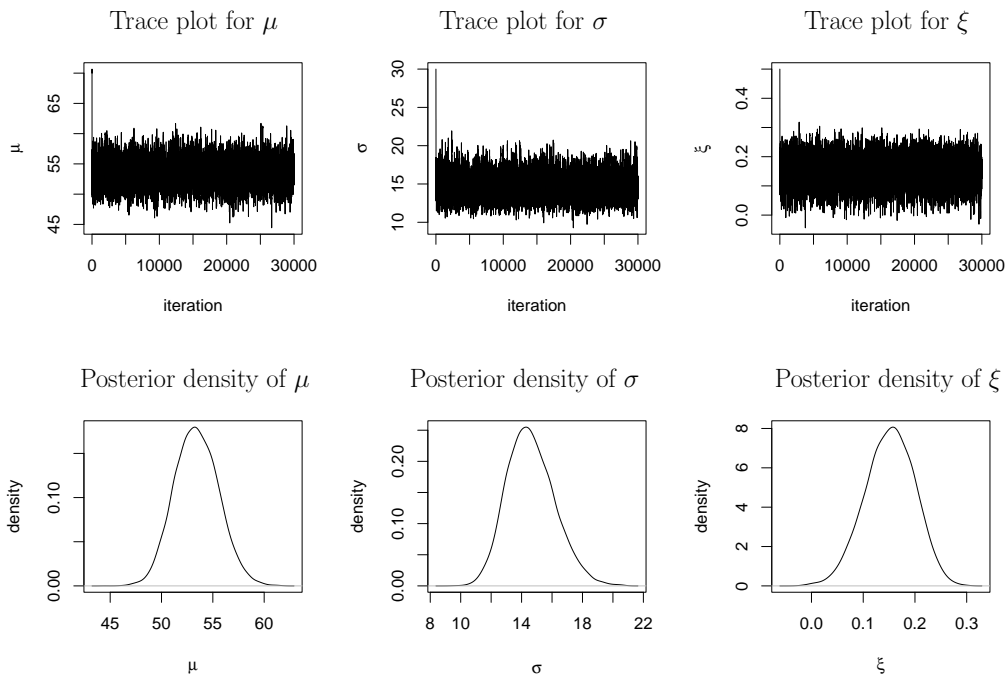 Trace plot for μ
μ
45
55
65
0 10000 20000 30000
iteration
Trace plot for σ
σ
10 15 20 25 30
0 10000 20000 30000
iteration
Trace plot for ξ
ξ
0.0 0.2 0.4
0 10000 20000 30000
iteration
Posterior density of μ
density
0.00 0.10
45 50 55 60
μ
Posterior density of σ
density
0.00 0.10 0.20
8 10 14 18 22
σ
Posterior density of ξ
density
0 2 4 6 8
0.0 0.1 0.2 0.3
ξ